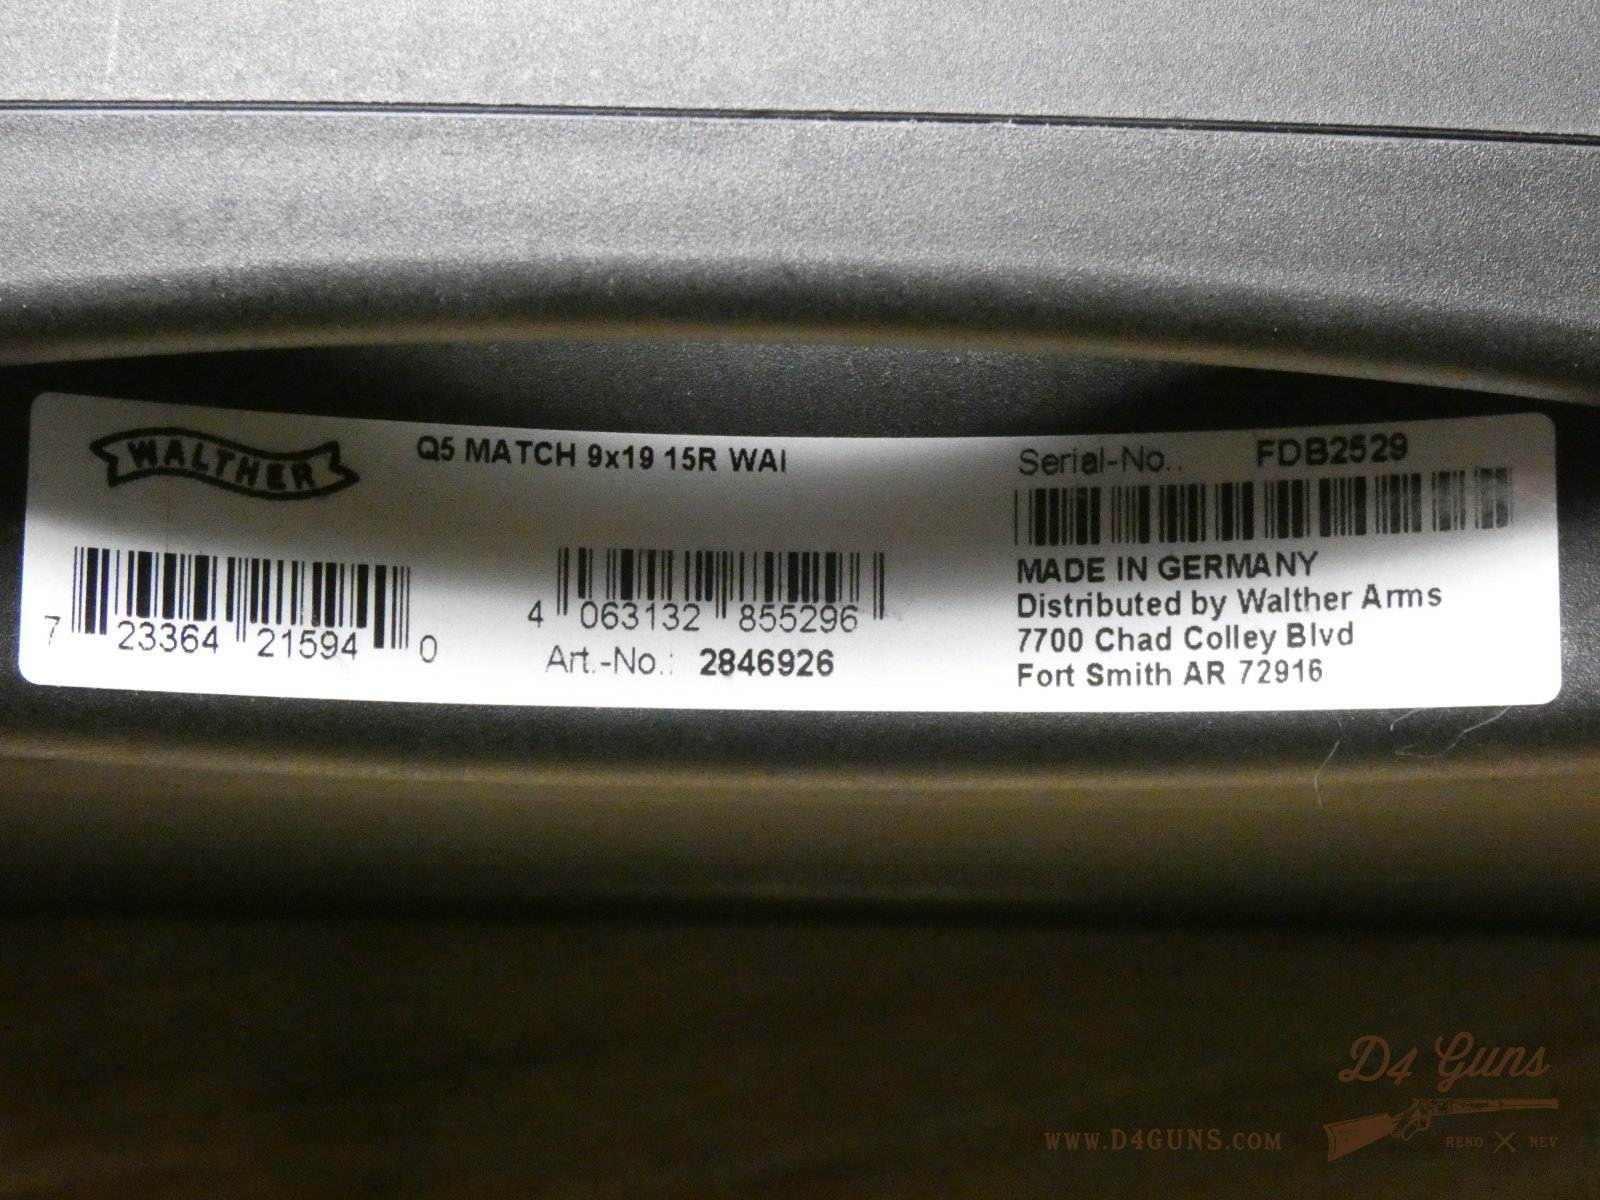 WALTHER
Q5 MATCH 9x19 15R WAI
7 23364 21594 0
4 063132 855296
Art.-No.: 2846926
Serial-No.: FDB2529
MADE IN GERMANY
Distributed by Walther Arms
7700 Chad Colley Blvd
Fort Smith AR 72916
D4 Guns
WWW.D4GUNS.COM
RENO NEV